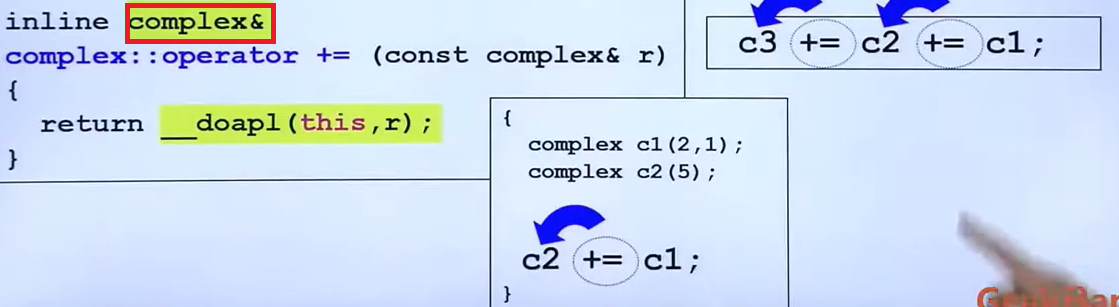 inline complex&
complex::operator += (const complex& r)
{
return __doapl(this,r);
}
c3 += c2 += c1;
{
complex c1(2,1);
complex c2(5);
c2 += c1;
}